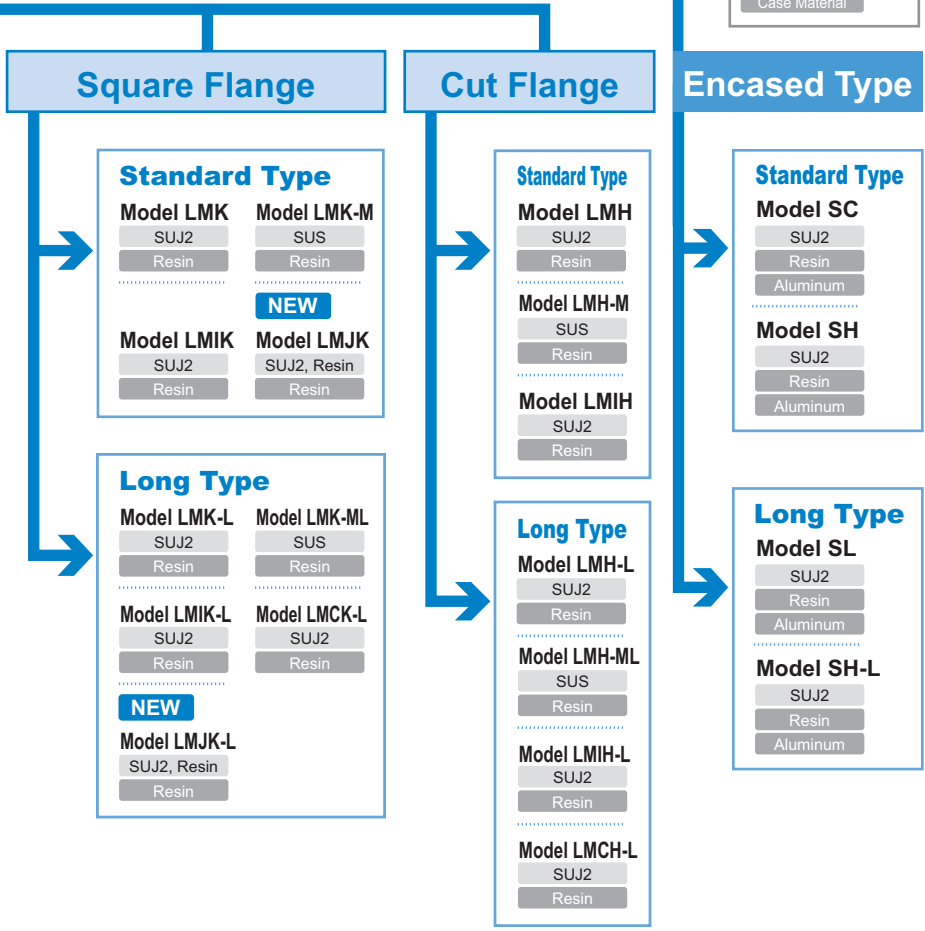 Case Material
Square Flange
Cut Flange
Encased Type
Standard Type
Model LMK
SUJ2
Resin
Model LMK-M
SUS
Resin
Model LMIK
SUJ2
Resin
NEW
Model LMJK
SUJ2, Resin
Resin
Long Type
Model LMK-L
SUJ2
Resin
Model LMK-ML
SUS
Resin
Model LMIK-L
SUJ2
Resin
Model LMCK-L
SUJ2
Resin
NEW
Model LMJK-L
SUJ2, Resin
Resin
Standard Type
Model LMH
SUJ2
Resin
Model LMH-M
SUS
Resin
Model LMIH
SUJ2
Resin
Long Type
Model LMH-L
SUJ2
Resin
Model LMH-ML
SUS
Resin
Model LMIH-L
SUJ2
Resin
Model LMCH-L
SUJ2
Resin
Standard Type
Model SC
SUJ2
Resin
Aluminum
Model SH
SUJ2
Resin
Aluminum
Long Type
Model SL
SUJ2
Resin
Aluminum
Model SH-L
SUJ2
Resin
Aluminum